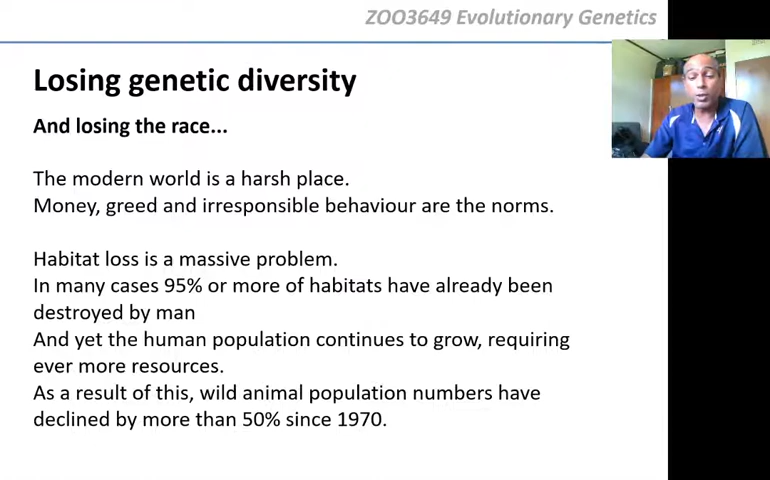 ZOO3649 Evolutionary Genetics
Losing genetic diversity
And losing the race...
The modern world is a harsh place.
Money, greed and irresponsible behaviour are the norms.
Habitat loss is a massive problem.
In many cases 95% or more of habitats have already been
destroyed by man
And yet the human population continues to grow, requiring
ever more resources.
As a result of this, wild animal population numbers have
declined by more than 50% since 1970.